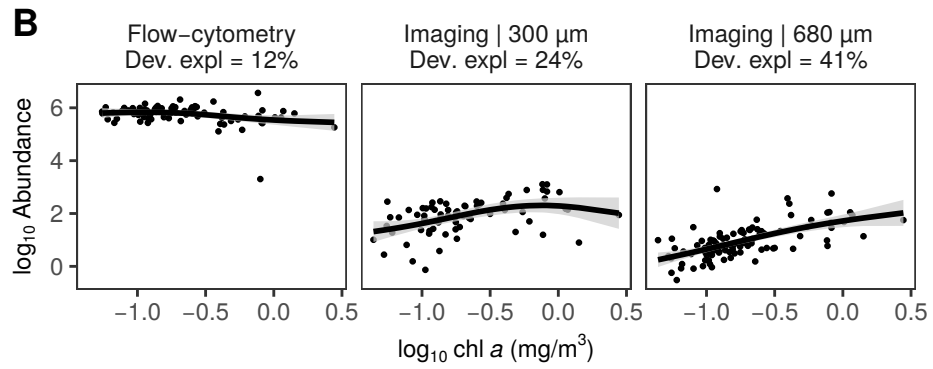 B
Flow−cytometry
Dev. expl = 12%
Imaging | 300 µm
Dev. expl = 24%
Imaging | 680 µm
Dev. expl = 41%
log₁₀ Abundance
6
4
2
0
−1.0 −0.5 0.0 0.5
−1.0 −0.5 0.0 0.5
−1.0 −0.5 0.0 0.5
log₁₀ chl a (mg/m³)